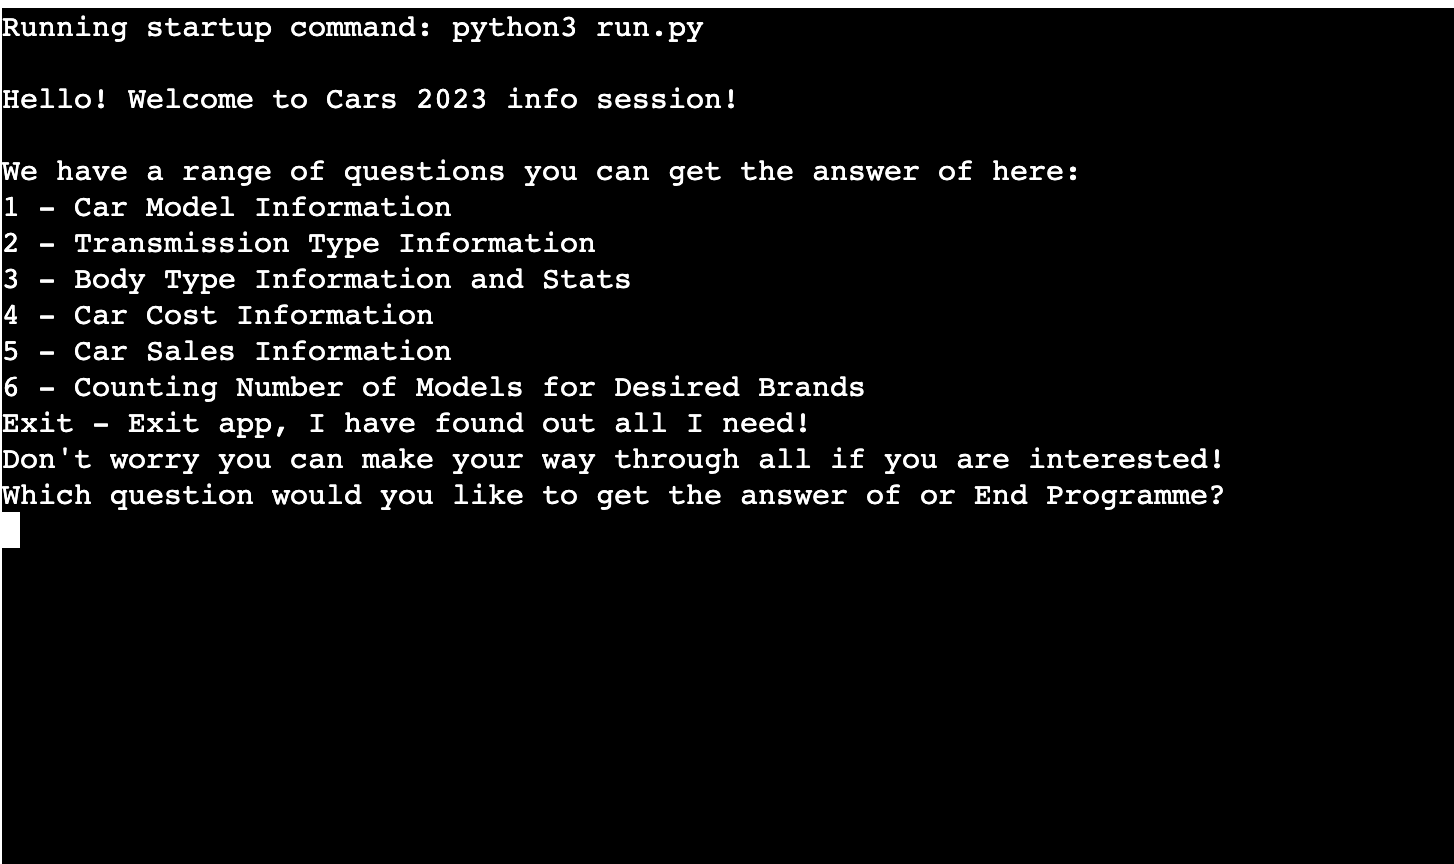 Running startup command: python3 run.py
Hello! Welcome to Cars 2023 info session!
We have a range of questions you can get the answer of here:
1 - Car Model Information
2 - Transmission Type Information
3 - Body Type Information and Stats
4 - Car Cost Information
5 - Car Sales Information
6 - Counting Number of Models for Desired Brands
Exit - Exit app, I have found out all I need!
Don't worry you can make your way through all if you are interested!
Which question would you like to get the answer of or End Programme?